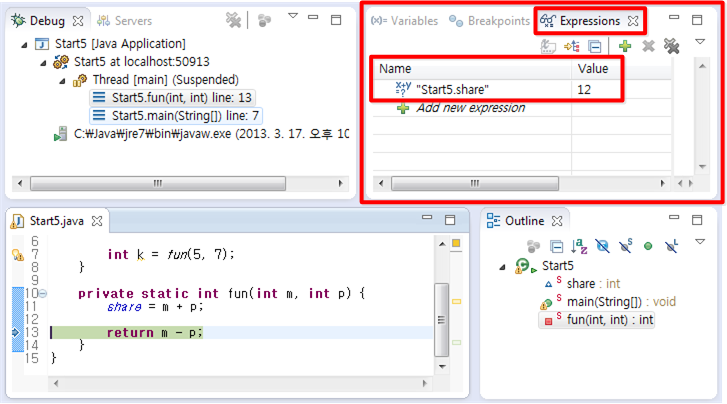 Debug Servers
Start5 [Java Application]
Start5 at localhost:50913
Thread [main] (Suspended)
Start5.fun(int, int) line: 13
Start5.main(String[]) line: 7
C:₩Java₩jre7₩bin₩javaw.exe (2013. 3. 17. 오후 10
Variables Breakpoints Expressions
Name Value
"Start5.share" 12
Add new expression
Start5.java
6
7 int k = fun(5, 7);
8 }
9
10 private static int fun(int m, int p) {
11 share = m + p;
12
13 return m - p;
14 }
15 }
Outline
Start5
share : int
main(String[]) : void
fun(int, int) : int